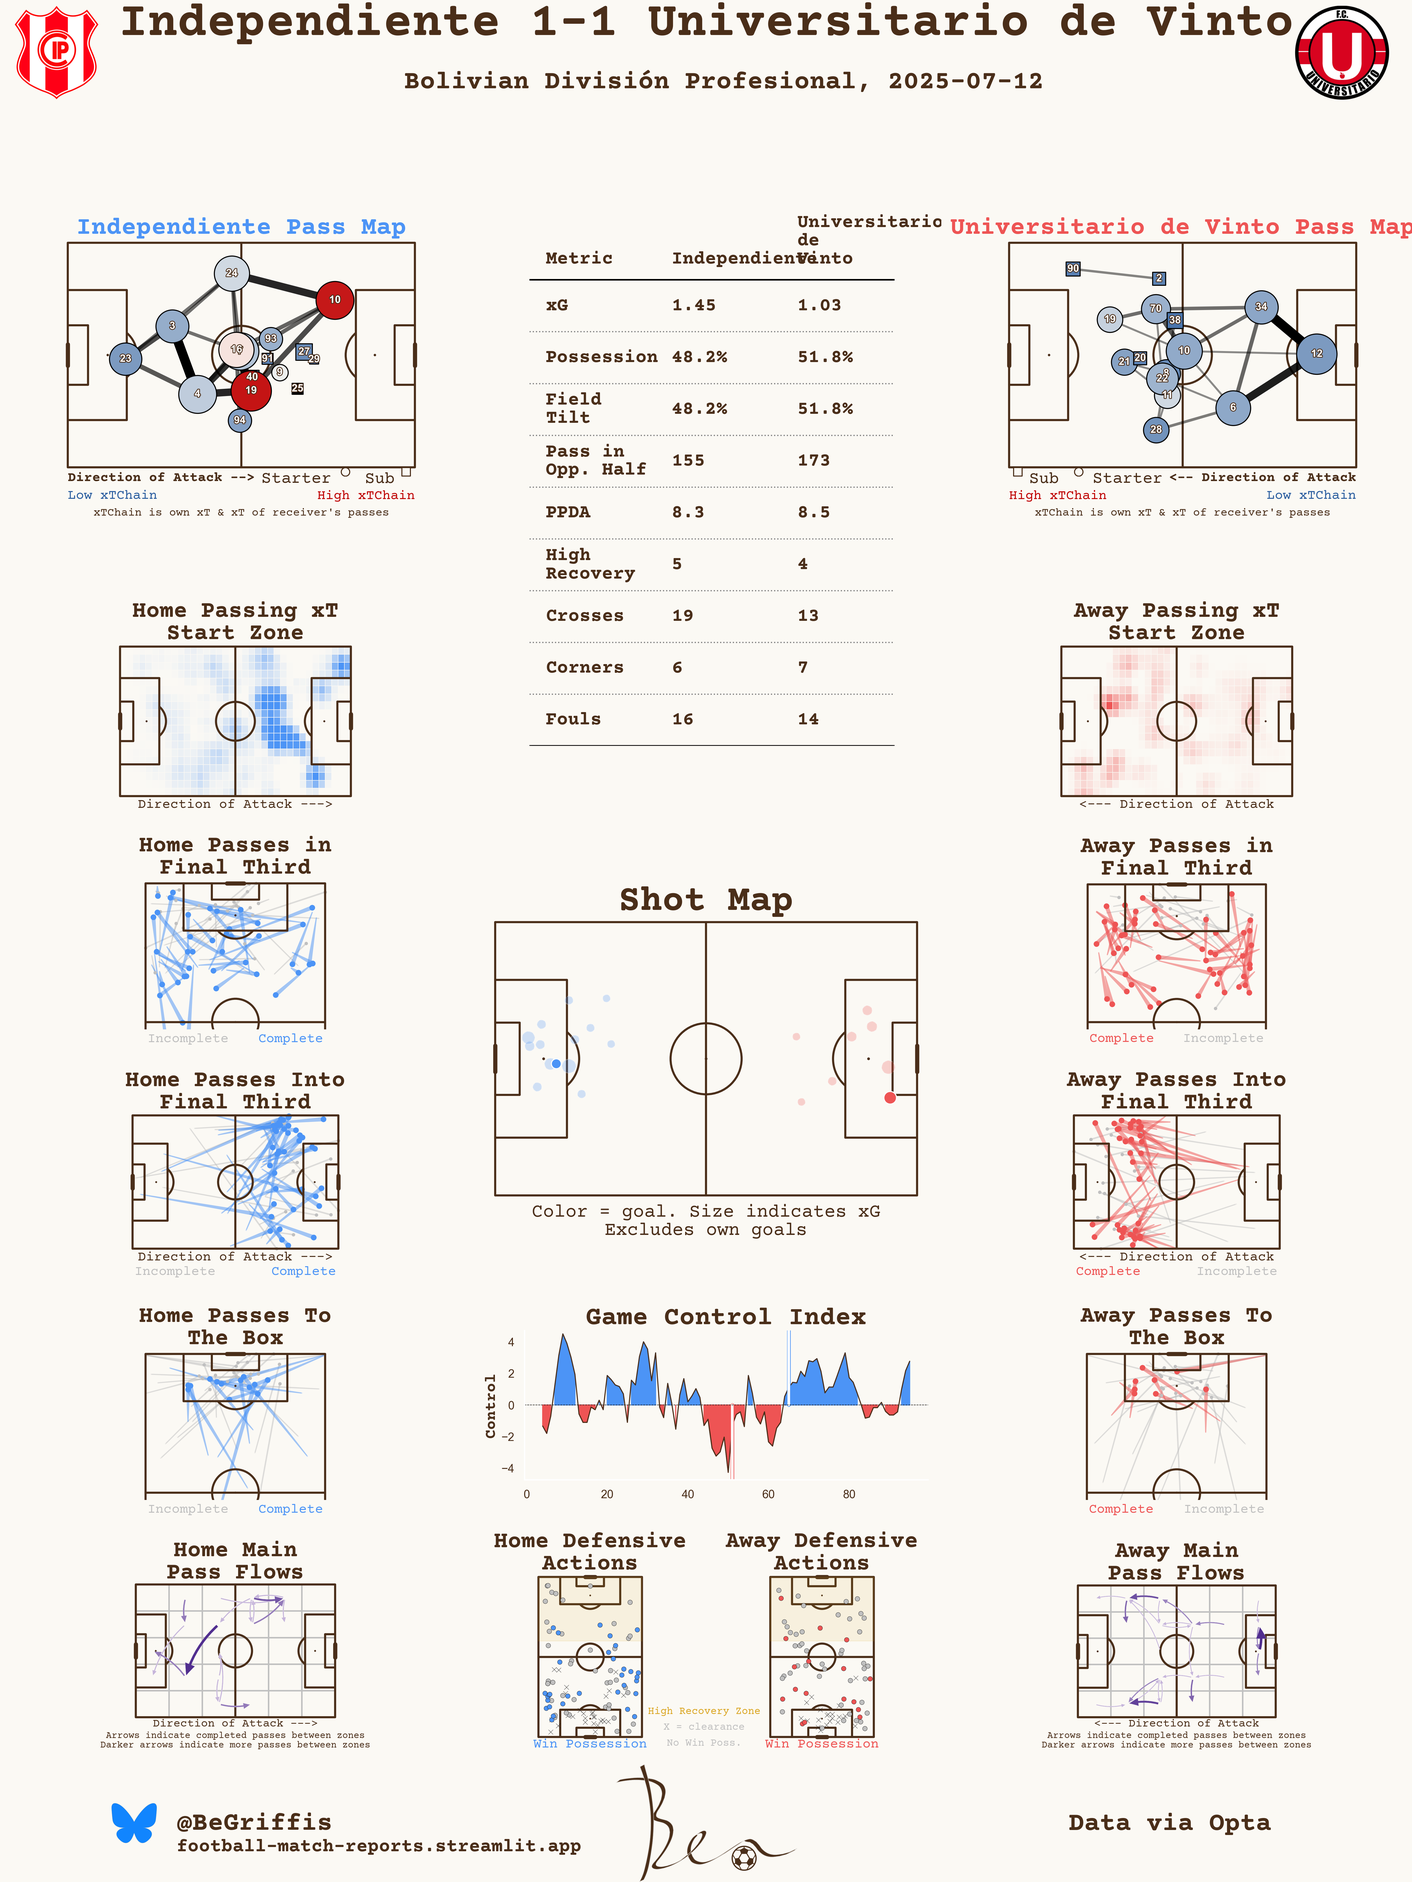 Independiente 1-1 Universitario de Vinto
F.C.
U
UNIVERSITARIO
CIP
Bolivian División Profesional, 2025-07-12
Independiente Pass Map
24
10
3
16
93
91
27
29
23
9
40
19
25
4
94
Direction of Attack --> Starter Sub
Low xTChain High xTChain
xTChain is own xT & xT of receiver's passes
Metric Independiente Universitario de Vinto
xG 1.45 1.03
Possession 48.2% 51.8%
Field Tilt 48.2% 51.8%
Pass in Opp. Half 155 173
PPDA 8.3 8.5
High Recovery 5 4
Crosses 19 13
Corners 6 7
Fouls 16 14
Universitario de Vinto Pass Map
90
2
70
34
19
38
10
12
21
20
8
22
11
6
28
Sub Starter <-- Direction of Attack
High xTChain Low xTChain
xTChain is own xT & xT of receiver's passes
Home Passing xT
Start Zone
Direction of Attack --->
Away Passing xT
Start Zone
<--- Direction of Attack
Home Passes in
Final Third
Incomplete Complete
Away Passes in
Final Third
Complete Incomplete
Shot Map
Color = goal. Size indicates xG
Excludes own goals
Home Passes Into
Final Third
Direction of Attack --->
Incomplete Complete
Away Passes Into
Final Third
<--- Direction of Attack
Complete Incomplete
Home Passes To
The Box
Incomplete Complete
Game Control Index
Control
4
2
0
−2
−4
0 20 40 60 80
Away Passes To
The Box
Complete Incomplete
Home Main
Pass Flows
Direction of Attack --->
Arrows indicate completed passes between zones
Darker arrows indicate more passes between zones
Home Defensive
Actions
Win Possession
Away Defensive
Actions
Win Possession
High Recovery Zone
X = clearance
No Win Poss.
Away Main
Pass Flows
<--- Direction of Attack
Arrows indicate completed passes between zones
Darker arrows indicate more passes between zones
@BeGriffis
football-match-reports.streamlit.app
Ben
Data via Opta